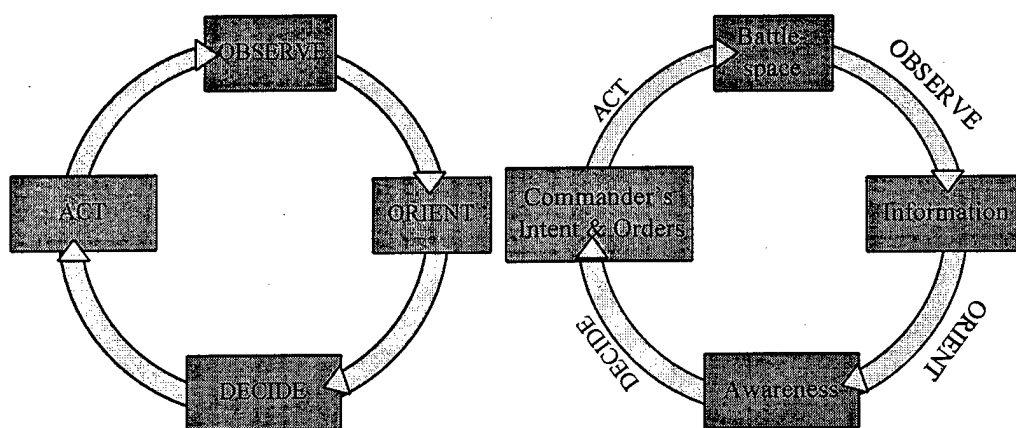 OBSERVE
ORIENT
DECIDE
ACT
Battle-
space
OBSERVE
Information
ORIENT
Awareness
DECIDE
Commander's
Intent & Orders
ACT